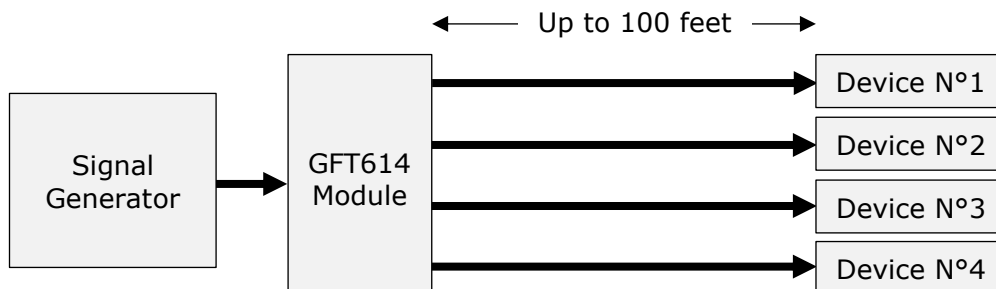 Up to 100 feet
Signal
Generator
GFT614
Module
Device N°1
Device N°2
Device N°3
Device N°4